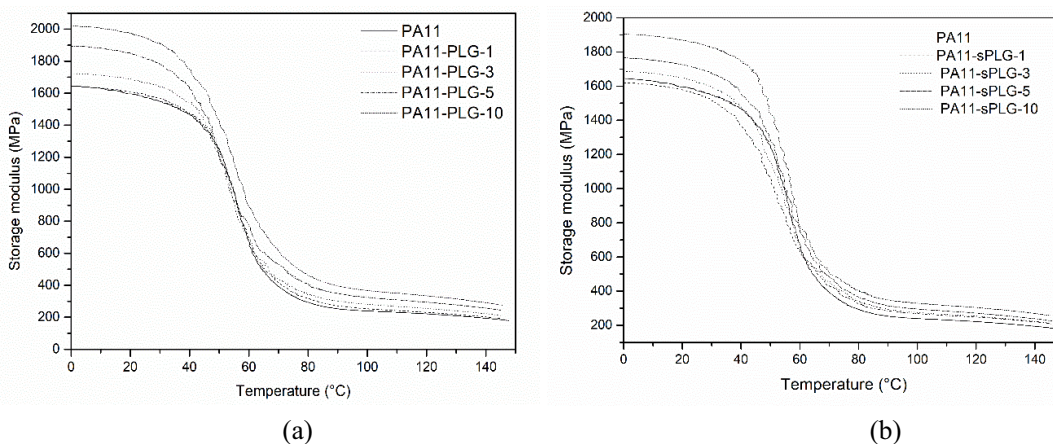 2000
1800
1600
1400
1200
1000
800
600
400
200
0
Storage modulus (MPa)
PA11
PA11-PLG-1
PA11-PLG-3
PA11-PLG-5
PA11-PLG-10
0 20 40 60 80 100 120 140
Temperature (°C)
(a)
2000
1800
1600
1400
1200
1000
800
600
400
200
Storage modulus (MPa)
PA11
PA11-sPLG-1
PA11-sPLG-3
PA11-sPLG-5
PA11-sPLG-10
0 20 40 60 80 100 120 140
Temperature (°C)
(b)